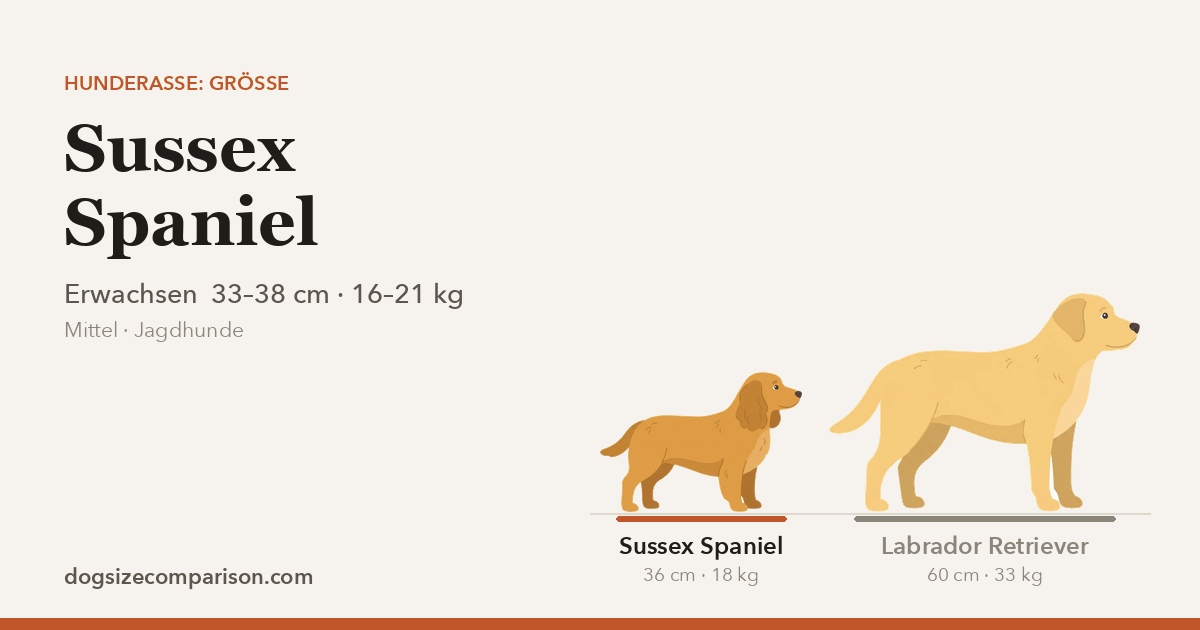 HUNDERASSE: GRÖSSE
Sussex
Spaniel
Erwachsen 33–38 cm · 16–21 kg
Mittel · Jagdhunde
Sussex Spaniel
36 cm · 18 kg
Labrador Retriever
60 cm · 33 kg
dogsizecomparison.com